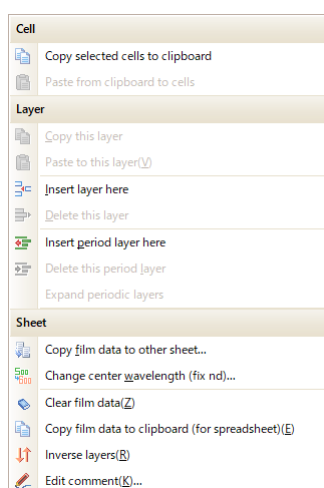 Cell
Copy selected cells to clipboard
Paste from clipboard to cells
Layer
Copy this layer
Paste to this layer(V)
Insert layer here
Delete this layer
Insert period layer here
Delete this period layer
Expand periodic layers
Sheet
Copy film data to other sheet...
Change center wavelength (fix nd)...
Clear film data(Z)
Copy film data to clipboard (for spreadsheet)(E)
Inverse layers(R)
Edit comment(K)...